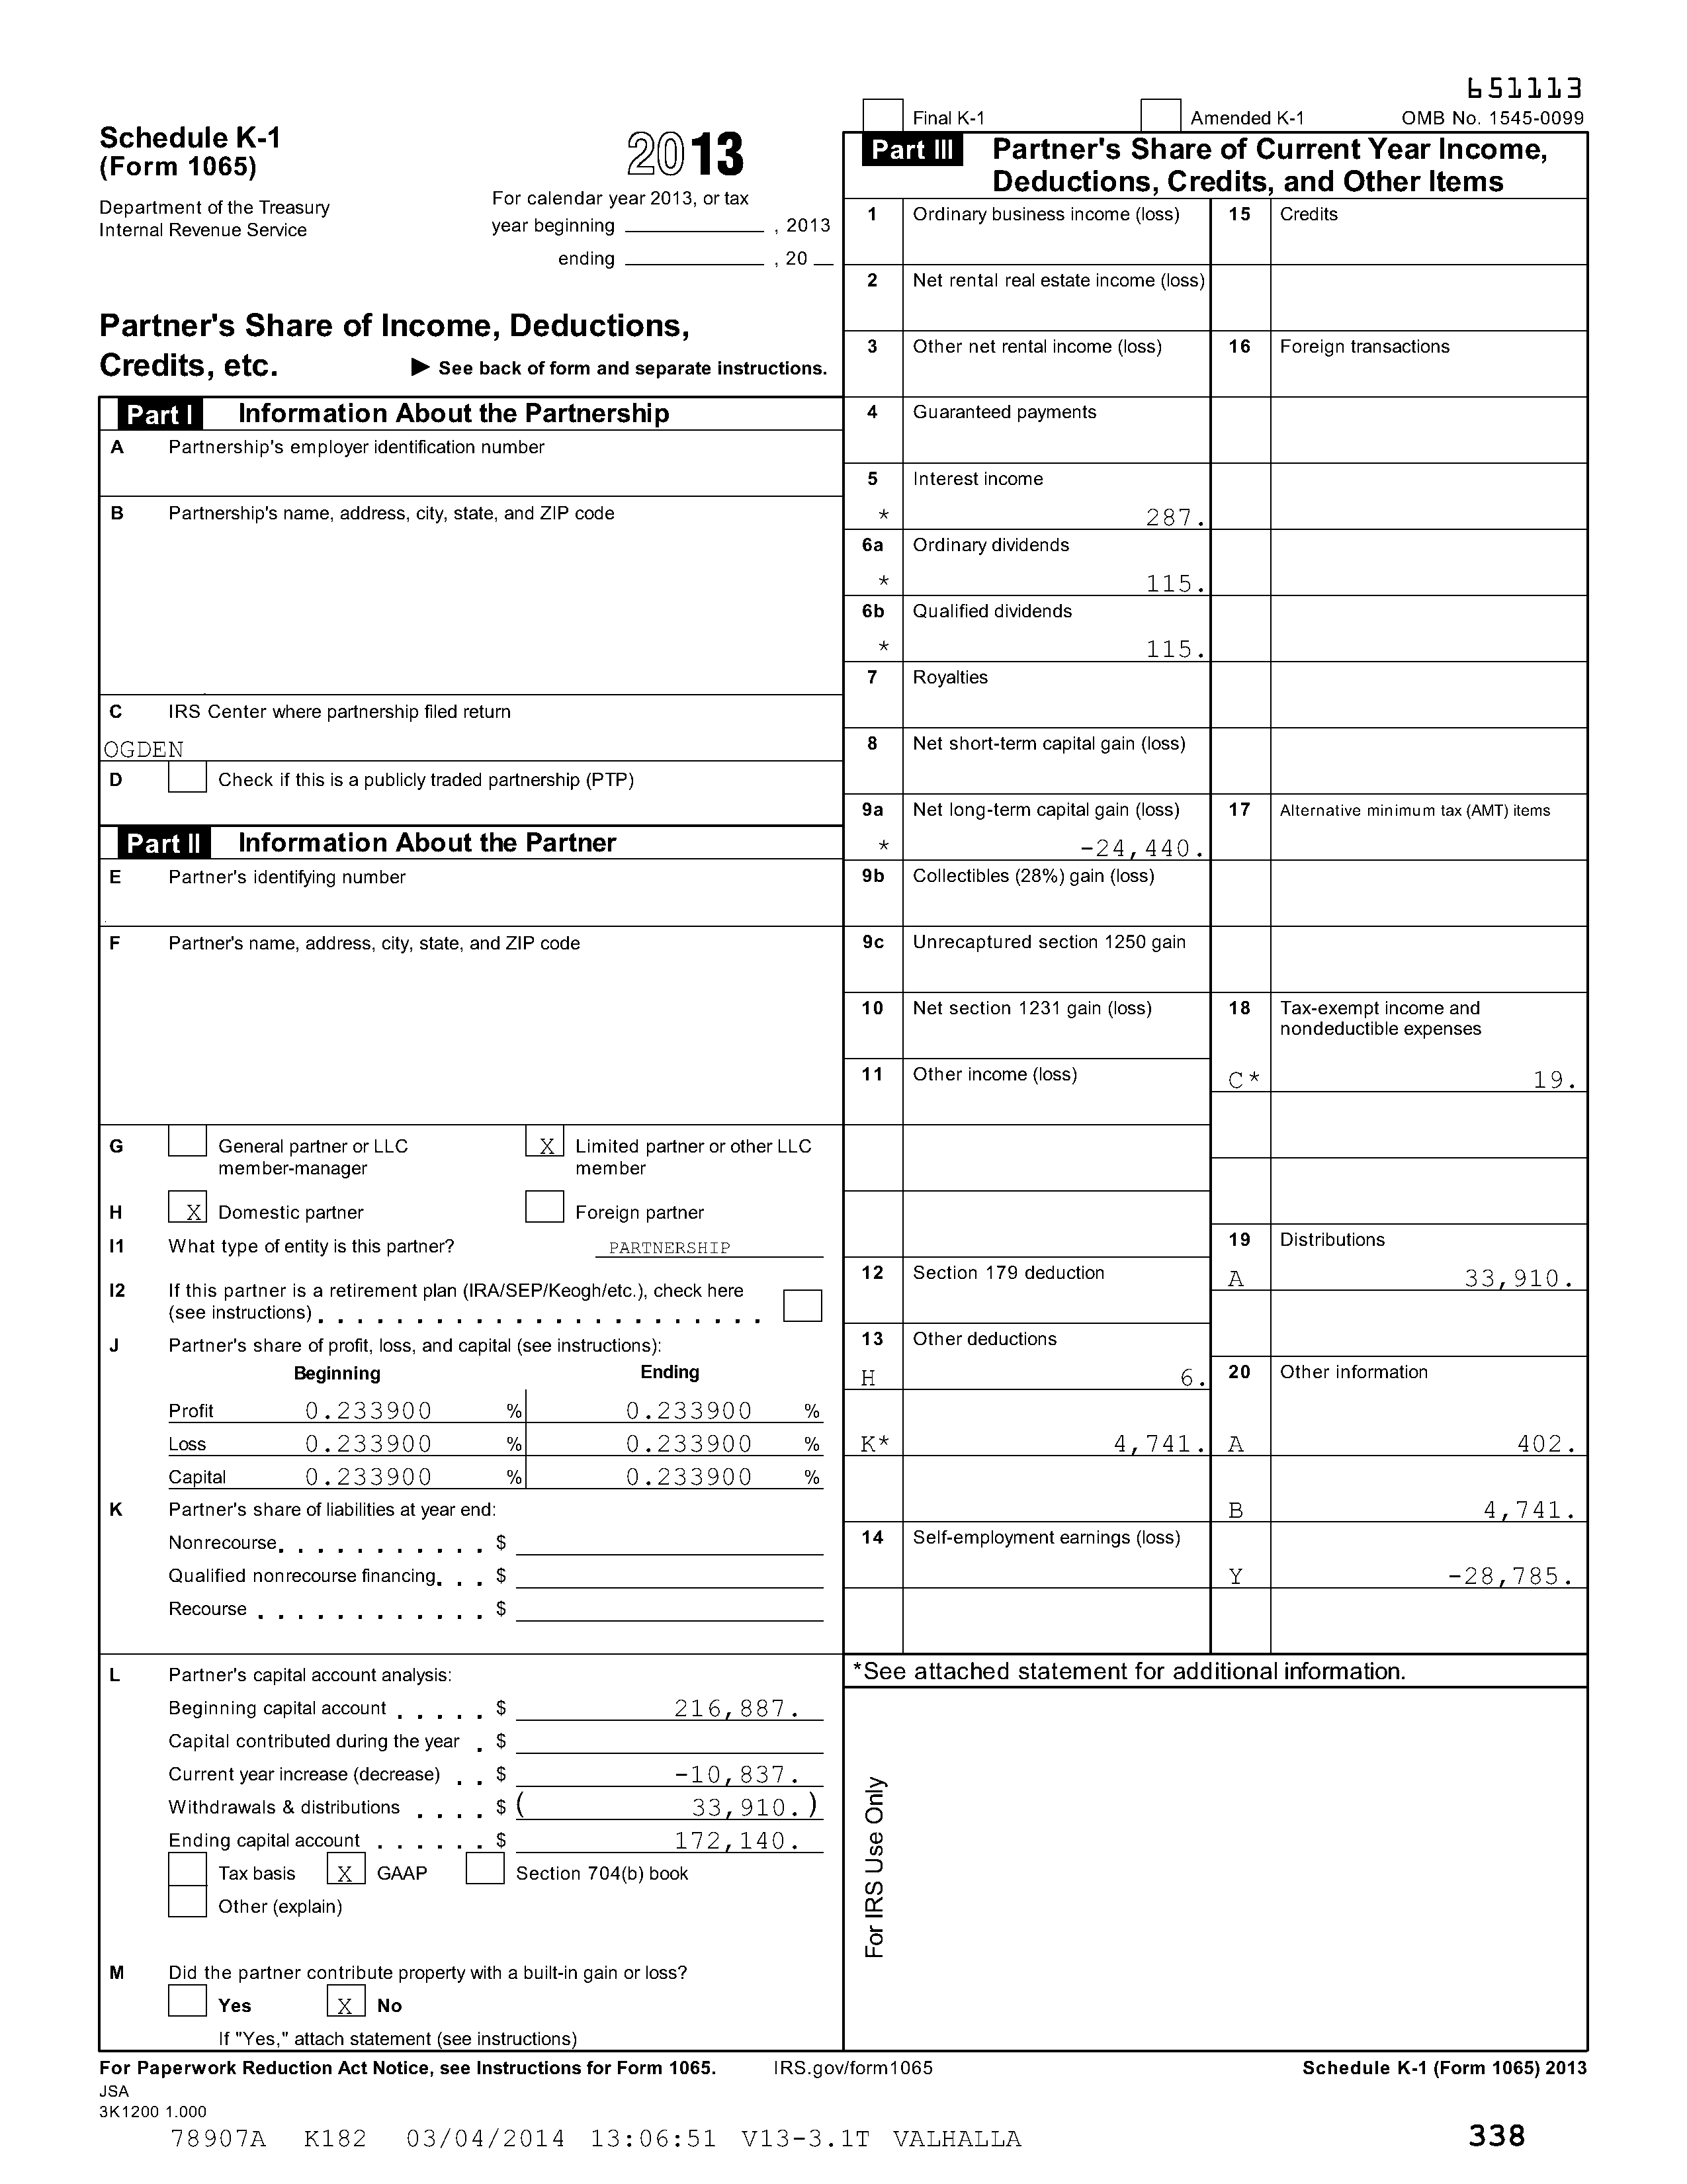 651113
Final K-1
Amended K-1
OMB No. 1545-0099
Schedule K-1
(Form 1065)
2013
Department of the Treasury
Internal Revenue Service
For calendar year 2013, or tax
year beginning , 2013
ending , 20
Partner's Share of Income, Deductions,
Credits, etc. ▶ See back of form and separate instructions.
Part I Information About the Partnership
A Partnership's employer identification number
B Partnership's name, address, city, state, and ZIP code
C IRS Center where partnership filed return
OGDEN
D Check if this is a publicly traded partnership (PTP)
Part II Information About the Partner
E Partner's identifying number
F Partner's name, address, city, state, and ZIP code
G General partner or LLC
member-manager
X Limited partner or other LLC
member
H X Domestic partner Foreign partner
I1 What type of entity is this partner? PARTNERSHIP
I2 If this partner is a retirement plan (IRA/SEP/Keogh/etc.), check here
(see instructions) . . . . . . . . . . . . . . . . . . . . . . .
J Partner's share of profit, loss, and capital (see instructions):
Beginning Ending
Profit 0.233900 % 0.233900 %
Loss 0.233900 % 0.233900 %
Capital 0.233900 % 0.233900 %
K Partner's share of liabilities at year end:
Nonrecourse . . . . . . . . . . . $
Qualified nonrecourse financing . . . $
Recourse . . . . . . . . . . . . $
L Partner's capital account analysis:
Beginning capital account . . . . . $ 216,887.
Capital contributed during the year . $
Current year increase (decrease) . . $ -10,837.
Withdrawals & distributions . . . . $ ( 33,910. )
Ending capital account . . . . . . $ 172,140.
Tax basis X GAAP Section 704(b) book
Other (explain)
M Did the partner contribute property with a built-in gain or loss?
Yes X No
If "Yes," attach statement (see instructions)
Part III Partner's Share of Current Year Income,
Deductions, Credits, and Other Items
1 Ordinary business income (loss)
2 Net rental real estate income (loss)
3 Other net rental income (loss)
4 Guaranteed payments
5 Interest income
* 287.
6a Ordinary dividends
* 115.
6b Qualified dividends
* 115.
7 Royalties
8 Net short-term capital gain (loss)
9a Net long-term capital gain (loss)
* -24,440.
9b Collectibles (28%) gain (loss)
9c Unrecaptured section 1250 gain
10 Net section 1231 gain (loss)
11 Other income (loss)
12 Section 179 deduction
13 Other deductions
H 6.
K* 4,741.
14 Self-employment earnings (loss)
15 Credits
16 Foreign transactions
17 Alternative minimum tax (AMT) items
18 Tax-exempt income and
nondeductible expenses
C* 19.
19 Distributions
A 33,910.
20 Other information
A 402.
B 4,741.
Y -28,785.
*See attached statement for additional information.
For IRS Use Only
For Paperwork Reduction Act Notice, see Instructions for Form 1065. IRS.gov/form1065 Schedule K-1 (Form 1065) 2013
JSA
3K1200 1.000
78907A K182 03/04/2014 13:06:51 V13-3.1T VALHALLA 338